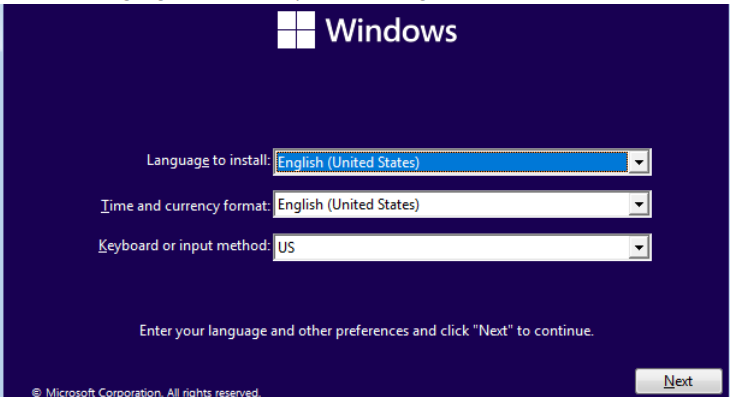 Windows
Language to install: English (United States)
Time and currency format: English (United States)
Keyboard or input method: US
Enter your language and other preferences and click "Next" to continue.
Next
© Microsoft Corporation. All rights reserved.